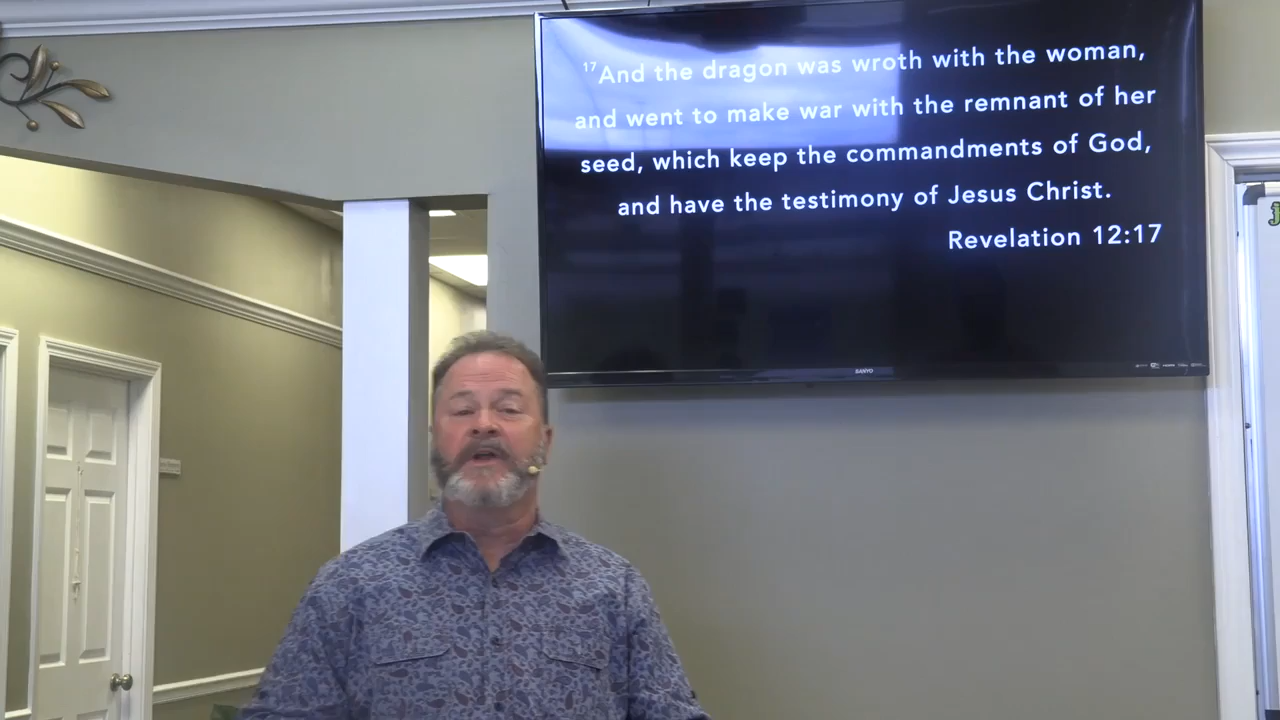 17And the dragon was wroth with the woman,
and went to make war with the remnant of her
seed, which keep the commandments of God,
and have the testimony of Jesus Christ.
Revelation 12:17
SANYO